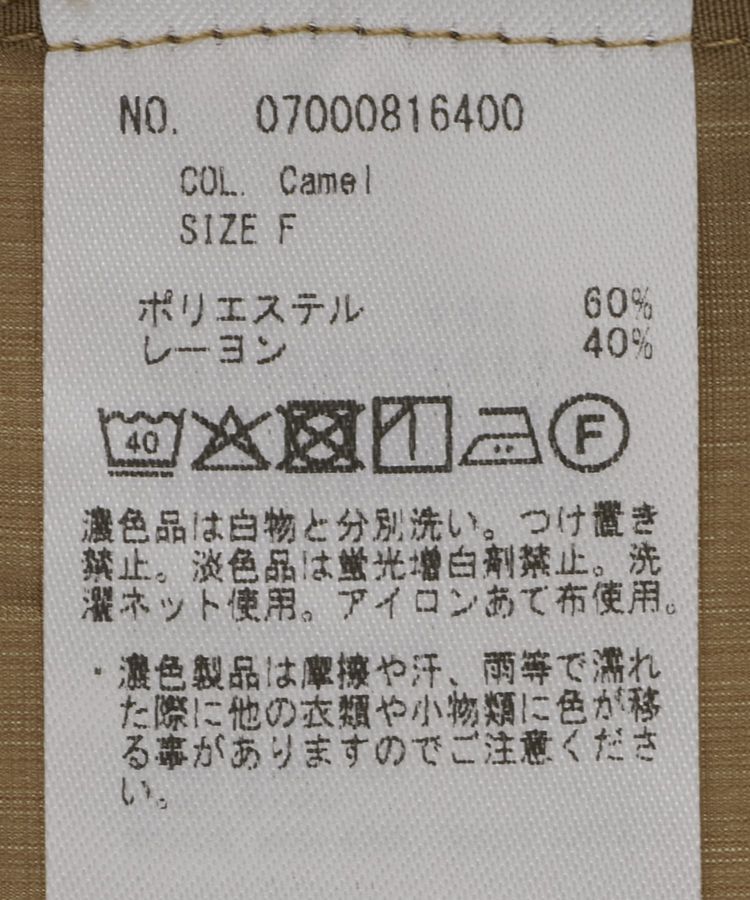 NO. 07000816400
COL. Camel
SIZE F
ポリエステル 60%
レーヨン 40%
40 F
濃色品は白物と分別洗い。つけ置き
禁止。淡色品は蛍光増白剤禁止。洗
濯ネット使用。アイロンあて布使用。
・濃色製品は摩擦や汗、雨等で濡れ
た際に他の衣類や小物類に色が移
る事がありますのでご注意くださ
い。